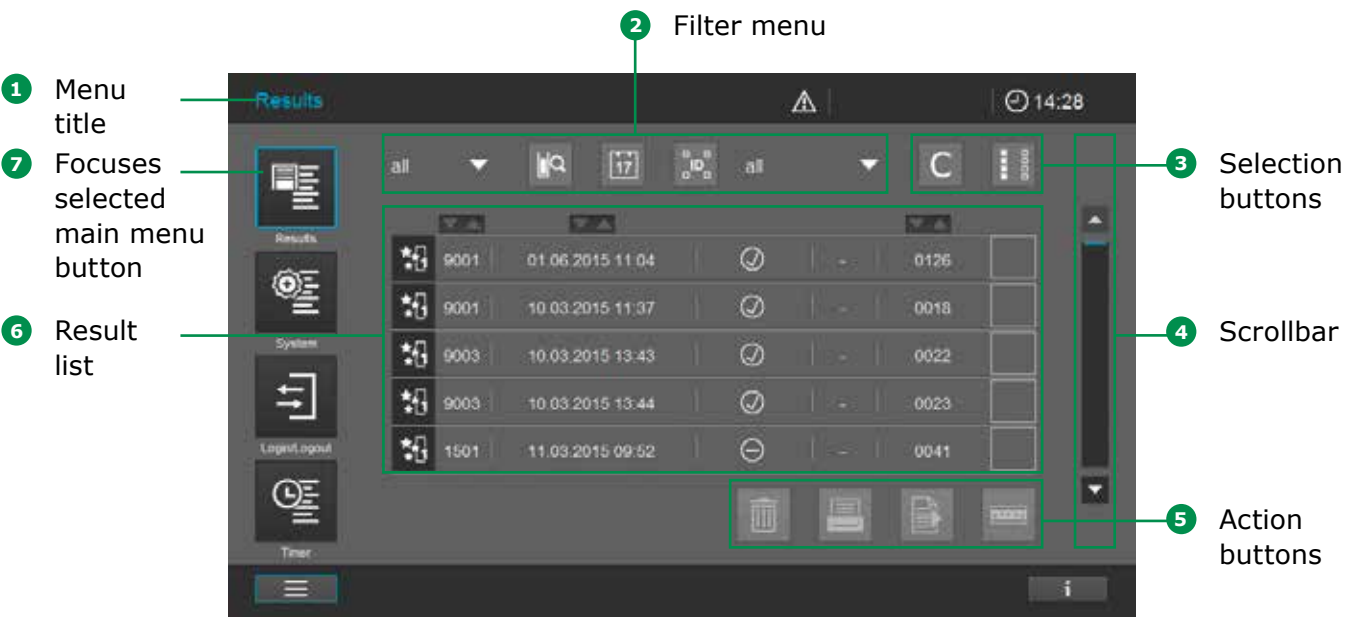 2 Filter menu
1 Menu
title
Results
14:28
7 Focuses
selected
main menu
button
all
17
ID
all
C
3 Selection
buttons
Results
9001 01.06.2015 11:04 - 0126
9001 10.03.2015 11:37 - 0018
System
6 Result
list
9003 10.03.2015 13:43 0022
4 Scrollbar
9003 10.03.2015 13:44 - 0023
Login/Logout
1501 11.03.2015 09:52 - 0041
5 Action
buttons
Timer
i